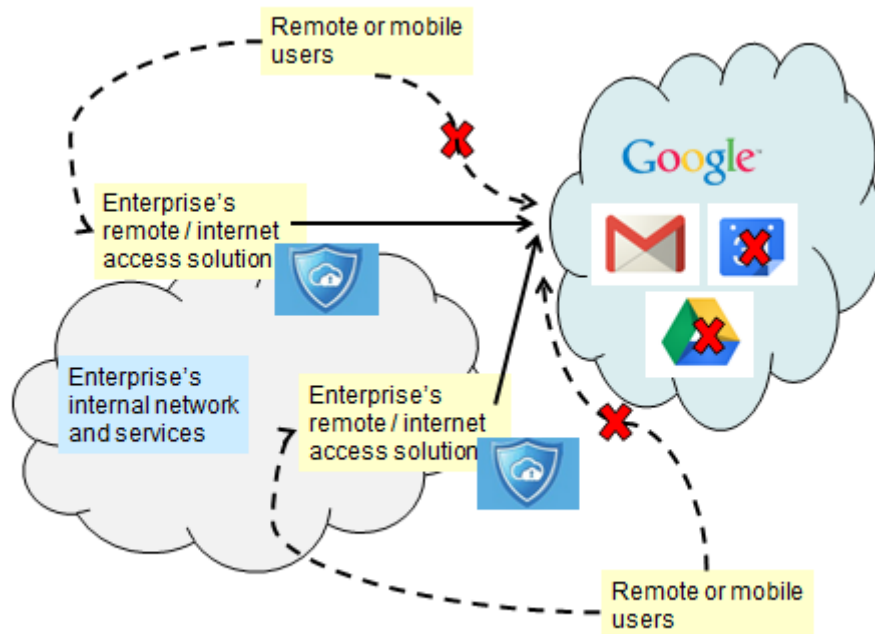 Remote or mobile
users
Google™
Enterprise's
remote / internet
access solution
Enterprise's
internal network
and services
Enterprise's
remote / internet
access solution
Remote or mobile
users